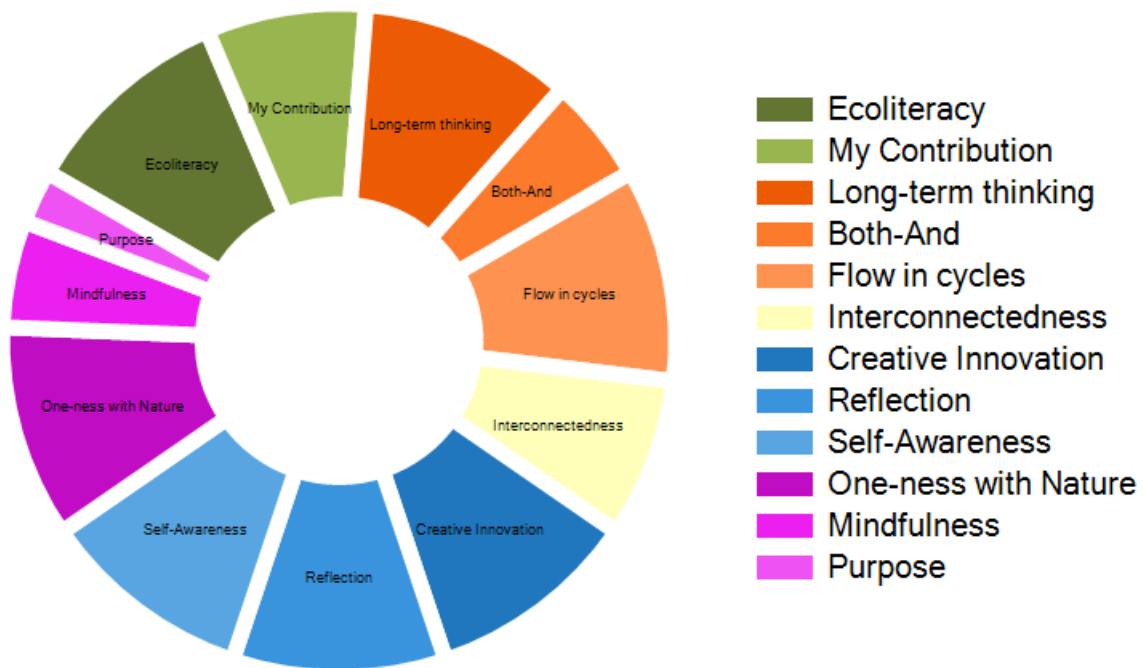 My Contribution
Long-term thinking
Ecoliteracy
Both-And
Purpose
Mindfulness
Flow in cycles
One-ness with Nature
Interconnectedness
Self-Awareness
Creative Innovation
Reflection
Ecoliteracy
My Contribution
Long-term thinking
Both-And
Flow in cycles
Interconnectedness
Creative Innovation
Reflection
Self-Awareness
One-ness with Nature
Mindfulness
Purpose